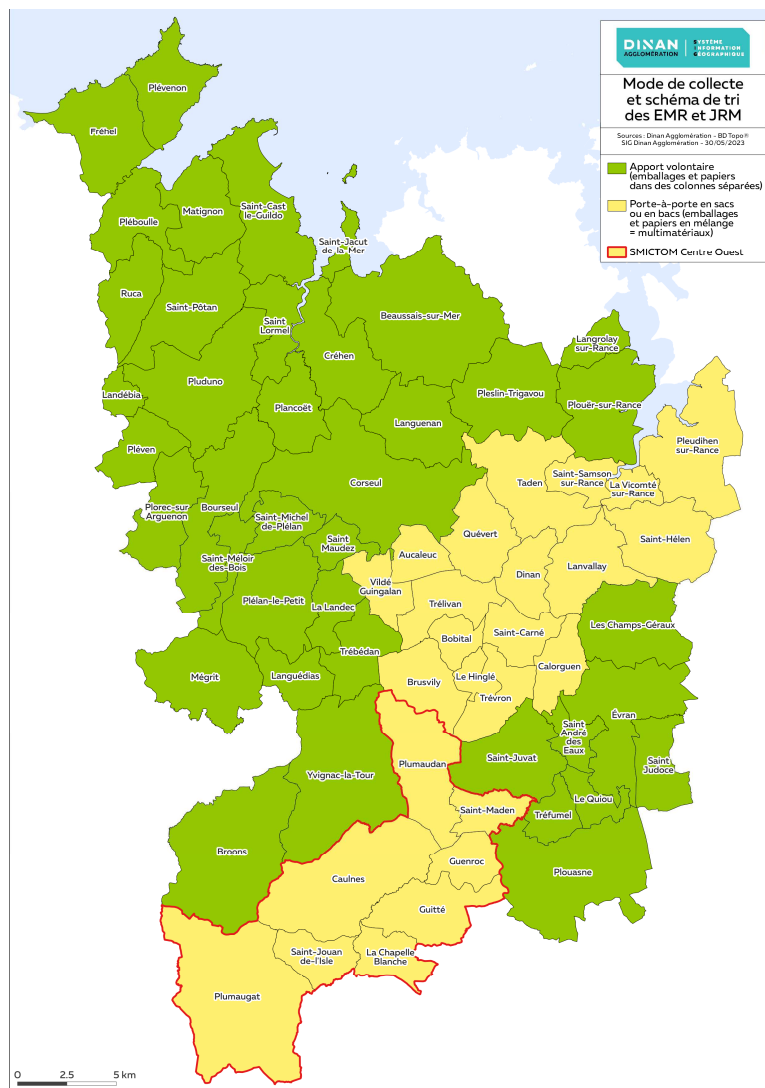 DINAN
AGGLOMÉRATION
SYSTÈME
INFORMATION
GÉOGRAPHIQUE
Mode de collecte
et schéma de tri
des EMR et JRM
Sources : Dinan Agglomération - BD Topo®
SIG Dinan Agglomération - 30/05/2023
Apport volontaire
(emballages et papiers
dans des colonnes séparées)
Porte-à-porte en sacs
ou en bacs (emballages
et papiers en mélange
= multimatériaux)
SMICTOM Centre Ouest
Plévenon
Fréhel
Saint-Cast
le-Guildo
Matignon
Pléboulle
Saint-Jacut
de-la-Mer
Ruca
Saint-Pôtan
Saint
Lormel
Beaussais-sur-Mer
Langrolay
sur-Rance
Créhen
Pluduno
Landébia
Plancoët
Pleslin-Trigavou
Plouër-sur-Rance
Languenan
Pleudihen
sur-Rance
Pléven
Corseul
Taden
Saint-Samson
sur-Rance
La Vicomté
sur-Rance
Plorec-sur
Arguenon
Bourseul
Saint-Michel
de-Plélan
Saint
Maudez
Quévert
Saint-Hélen
Aucaleuc
Saint-Méloir
des-Bois
Vildé
Guingalan
Dinan
Lanvallay
Plélan-le-Petit
La Landec
Trélivan
Les Champs-Géraux
Bobital
Saint-Carné
Trébédan
Mégrit
Languédias
Brusvily
Le Hinglé
Calorguen
Trévron
Évran
Saint
André
des
Eaux
Plumaudan
Saint-Juvat
Saint
Judoce
Yvignac-la-Tour
Saint-Maden
Le Quiou
Tréfumel
Broons
Guenroc
Caulnes
Plouasne
Guitté
Saint-Jouan
de-l'Isle
La Chapelle
Blanche
Plumaugat
0 2.5 5 km